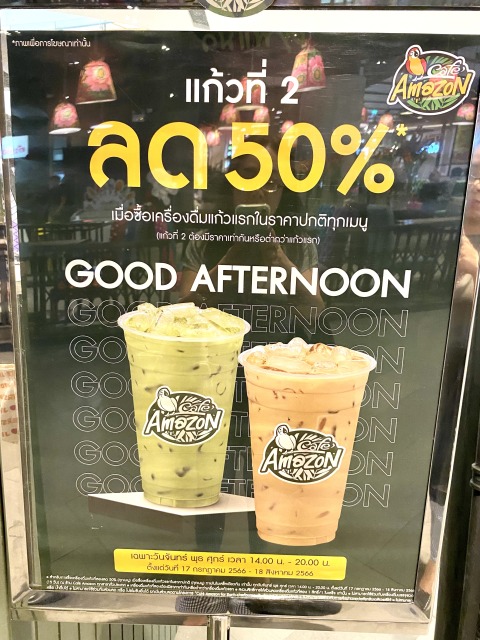 *ภาพเพื่อการโฆษณาเท่านั้น
Café
AmazoN
แก้วที่ 2
ลด 50%*
เมื่อซื้อเครื่องดื่มแก้วแรกในราคาปกติทุกเมนู
(แก้วที่ 2 ต้องมีราคาเท่ากันหรือต่ำกว่าแก้วแรก)
GOOD AFTERNOON
GOOD AFTERNOON
Café
AmazoN
Café
AmazoN
เฉพาะวันจันทร์ พุธ ศุกร์ เวลา 14.00 น. - 20.00 น.
ตั้งแต่วันที่ 17 กรกฎาคม 2566 - 18 สิงหาคม 2566